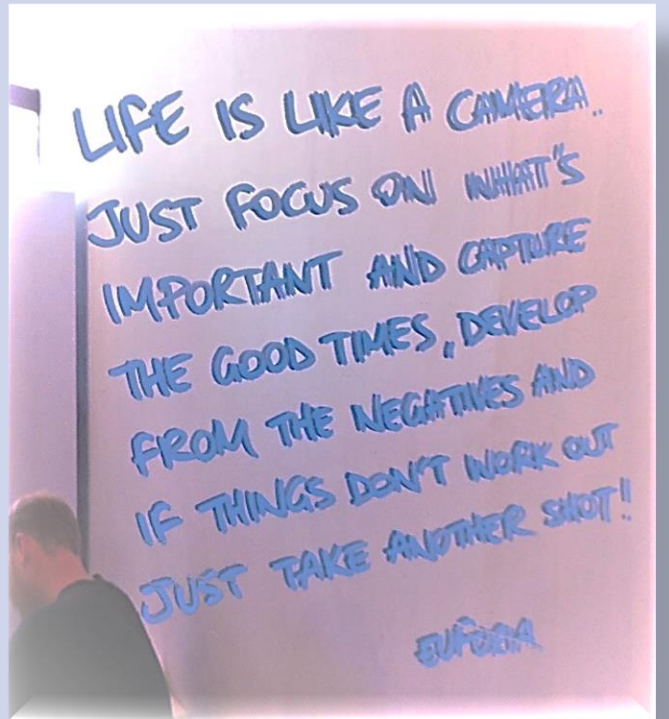 LIFE IS LIKE A CAMERA..
JUST FOCUS ON WHAT'S
IMPORTANT AND CAPTURE
THE GOOD TIMES, DEVELOP
FROM THE NEGATIVES AND
IF THINGS DON'T WORK OUT
JUST TAKE ANOTHER SHOT!!
EUFORIA